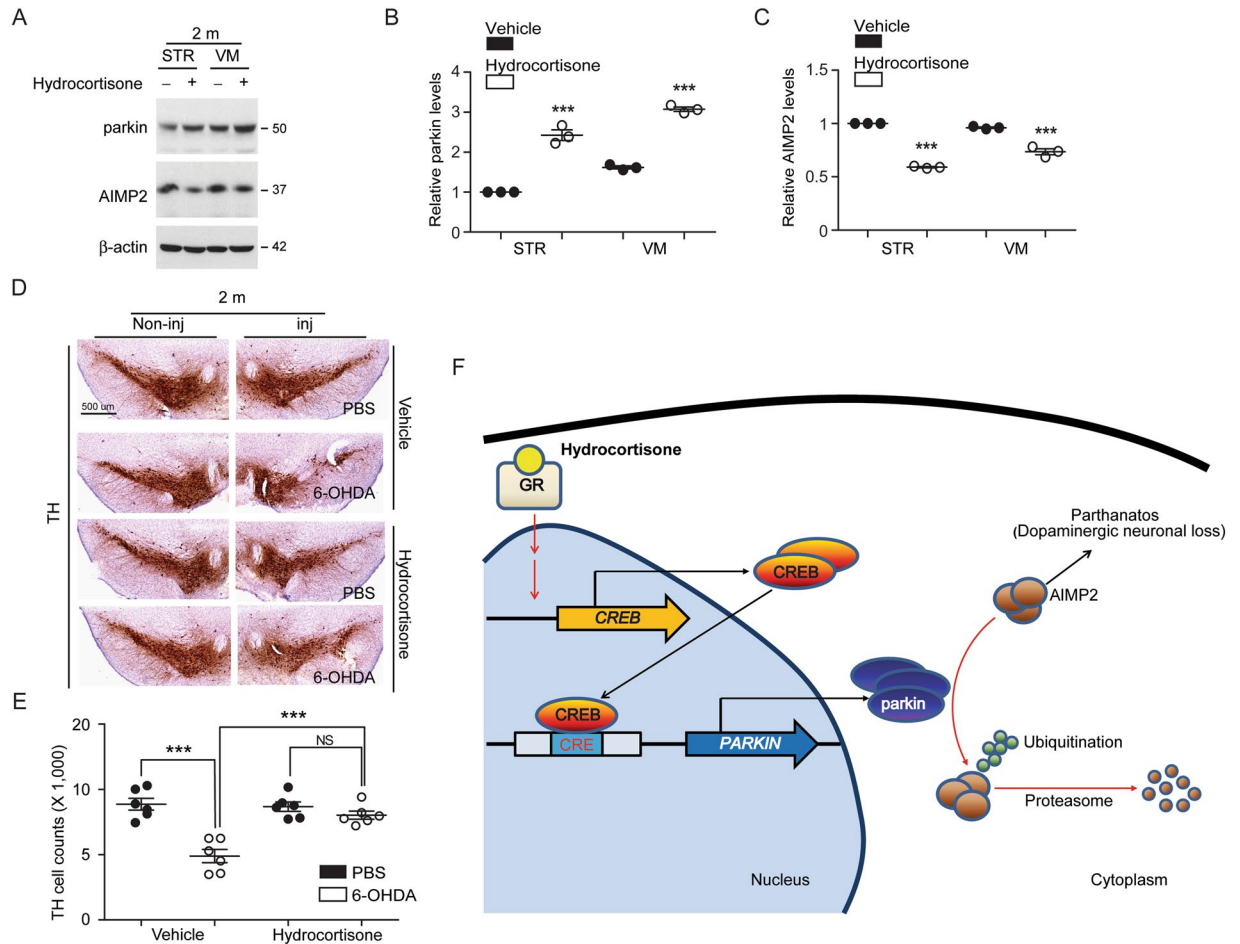 A
2 m
STR VM
Hydrocortisone – + – +
parkin – 50
AIMP2 – 37
β-actin – 42
B
Vehicle
Hydrocortisone
Relative parkin levels
4
3
2
1
0
***
***
STR VM
C
Vehicle
Hydrocortisone
Relative AIMP2 levels
1.5
1
0.5
0
***
***
STR VM
D
2 m
Non-inj inj
TH
500 um
PBS
6-OHDA
Vehicle
PBS
6-OHDA
Hydrocortisone
E
TH cell counts (X 1,000)
20
10
5
0
***
***
NS
PBS
6-OHDA
Vehicle Hydrocortisone
F
Hydrocortisone
GR
CREB
CREB
Parthanatos
(Dopaminergic neuronal loss)
AIMP2
parkin
CREB
CRE
PARKIN
Ubiquitination
Proteasome
Nucleus
Cytoplasm